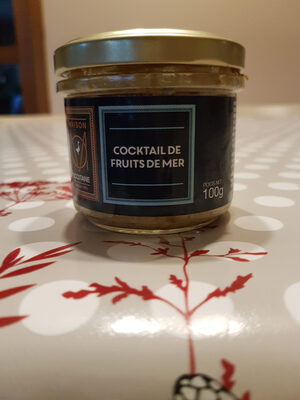 COCKTAIL DE
FRUITS DE MER
100g